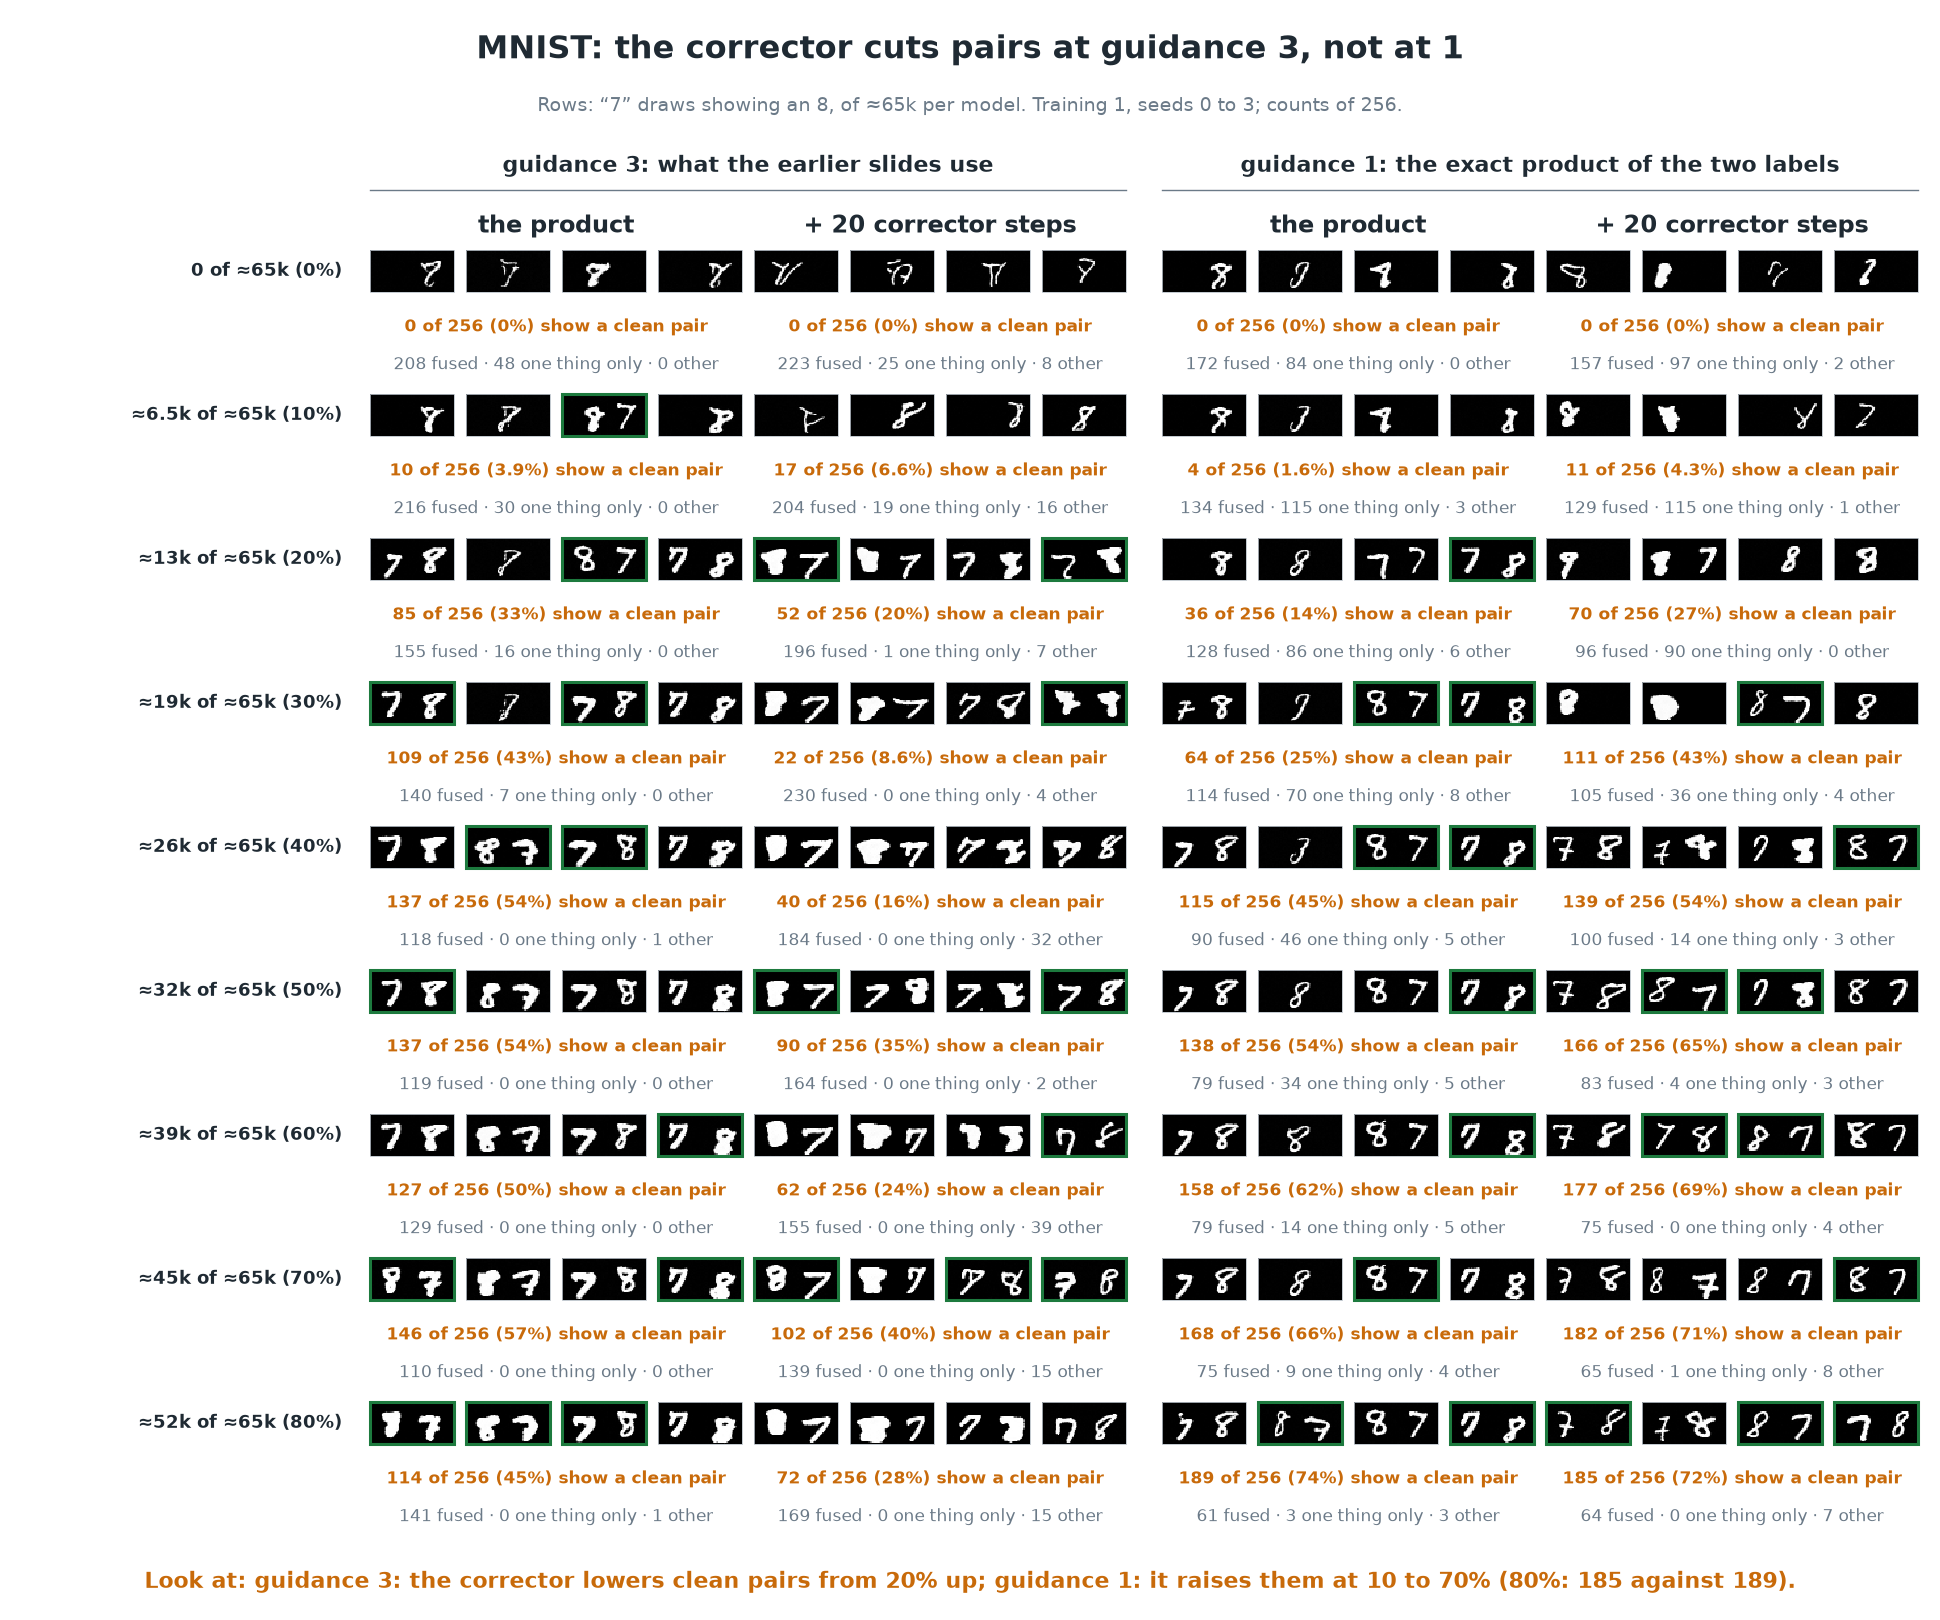 MNIST: the corrector cuts pairs at guidance 3, not at 1
Rows: “7” draws showing an 8, of ≈65k per model. Training 1, seeds 0 to 3; counts of 256.
guidance 3: what the earlier slides use
guidance 1: the exact product of the two labels
the product
+ 20 corrector steps
the product
+ 20 corrector steps
0 of ≈65k (0%)
0 of 256 (0%) show a clean pair
0 of 256 (0%) show a clean pair
0 of 256 (0%) show a clean pair
0 of 256 (0%) show a clean pair
208 fused · 48 one thing only · 0 other
223 fused · 25 one thing only · 8 other
172 fused · 84 one thing only · 0 other
157 fused · 97 one thing only · 2 other
≈6.5k of ≈65k (10%)
10 of 256 (3.9%) show a clean pair
17 of 256 (6.6%) show a clean pair
4 of 256 (1.6%) show a clean pair
11 of 256 (4.3%) show a clean pair
216 fused · 30 one thing only · 0 other
204 fused · 19 one thing only · 16 other
134 fused · 115 one thing only · 3 other
129 fused · 115 one thing only · 1 other
≈13k of ≈65k (20%)
85 of 256 (33%) show a clean pair
52 of 256 (20%) show a clean pair
36 of 256 (14%) show a clean pair
70 of 256 (27%) show a clean pair
155 fused · 16 one thing only · 0 other
196 fused · 1 one thing only · 7 other
128 fused · 86 one thing only · 6 other
96 fused · 90 one thing only · 0 other
≈19k of ≈65k (30%)
109 of 256 (43%) show a clean pair
22 of 256 (8.6%) show a clean pair
64 of 256 (25%) show a clean pair
111 of 256 (43%) show a clean pair
140 fused · 7 one thing only · 0 other
230 fused · 0 one thing only · 4 other
114 fused · 70 one thing only · 8 other
105 fused · 36 one thing only · 4 other
≈26k of ≈65k (40%)
137 of 256 (54%) show a clean pair
40 of 256 (16%) show a clean pair
115 of 256 (45%) show a clean pair
139 of 256 (54%) show a clean pair
118 fused · 0 one thing only · 1 other
184 fused · 0 one thing only · 32 other
90 fused · 46 one thing only · 5 other
100 fused · 14 one thing only · 3 other
≈32k of ≈65k (50%)
137 of 256 (54%) show a clean pair
90 of 256 (35%) show a clean pair
138 of 256 (54%) show a clean pair
166 of 256 (65%) show a clean pair
119 fused · 0 one thing only · 0 other
164 fused · 0 one thing only · 2 other
79 fused · 34 one thing only · 5 other
83 fused · 4 one thing only · 3 other
≈39k of ≈65k (60%)
127 of 256 (50%) show a clean pair
62 of 256 (24%) show a clean pair
158 of 256 (62%) show a clean pair
177 of 256 (69%) show a clean pair
129 fused · 0 one thing only · 0 other
155 fused · 0 one thing only · 39 other
79 fused · 14 one thing only · 5 other
75 fused · 0 one thing only · 4 other
≈45k of ≈65k (70%)
146 of 256 (57%) show a clean pair
102 of 256 (40%) show a clean pair
168 of 256 (66%) show a clean pair
182 of 256 (71%) show a clean pair
110 fused · 0 one thing only · 0 other
139 fused · 0 one thing only · 15 other
75 fused · 9 one thing only · 4 other
65 fused · 1 one thing only · 8 other
≈52k of ≈65k (80%)
114 of 256 (45%) show a clean pair
72 of 256 (28%) show a clean pair
189 of 256 (74%) show a clean pair
185 of 256 (72%) show a clean pair
141 fused · 0 one thing only · 1 other
169 fused · 0 one thing only · 15 other
61 fused · 3 one thing only · 3 other
64 fused · 0 one thing only · 7 other
Look at: guidance 3: the corrector lowers clean pairs from 20% up; guidance 1: it raises them at 10 to 70% (80%: 185 against 189).